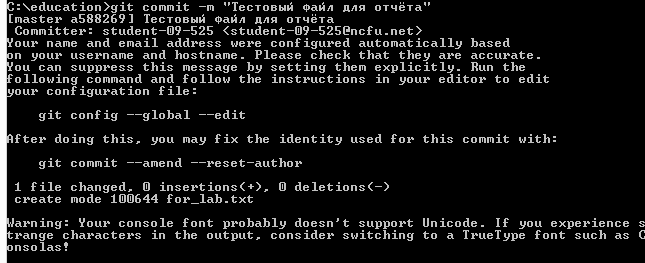 C:\education>git commit -m "Тестовый файл для отчёта"
[master a588269] Тестовый файл для отчёта
 Committer: student-09-525 <student-09-525@ncfu.net>
Your name and email address were configured automatically based
on your username and hostname. Please check that they are accurate.
You can suppress this message by setting them explicitly. Run the
following command and follow the instructions in your editor to edit
your configuration file:

    git config --global --edit

After doing this, you may fix the identity used for this commit with:

    git commit --amend --reset-author

 1 file changed, 0 insertions(+), 0 deletions(-)
 create mode 100644 for_lab.txt

Warning: Your console font probably doesn't support Unicode. If you experience s
trange characters in the output, consider switching to a TrueType font such as C
onsolas!